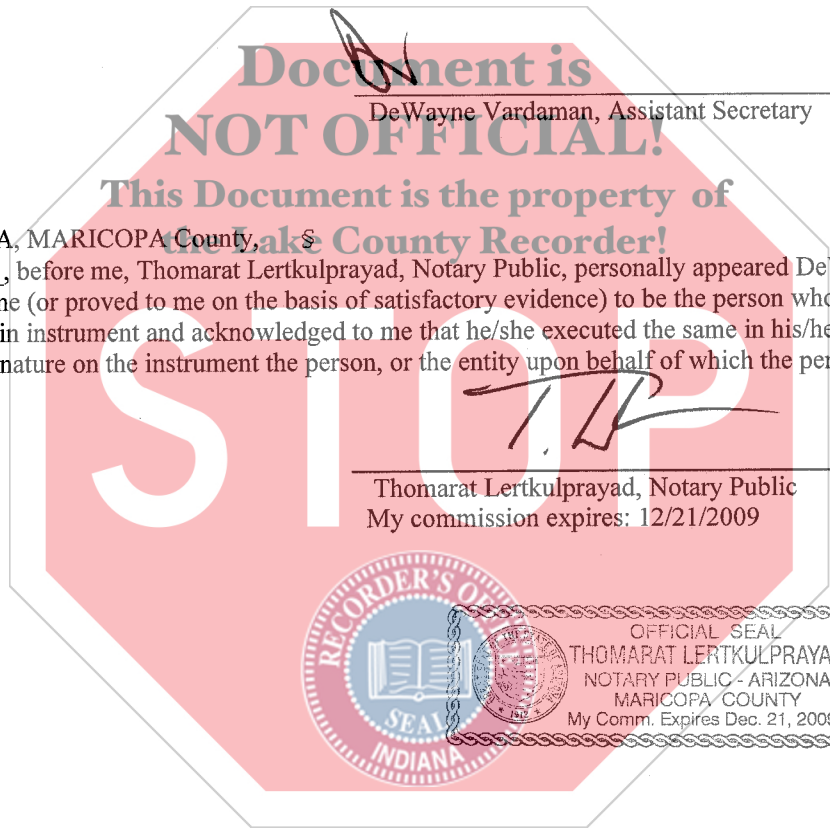 Document is
DeWayne Vardaman, Assistant Secretary
NOT OFFICIAL!
This Document is the property of
the Lake County Recorder!
A, MARICOPA County, §
, before me, Thomarat Lertkulprayad, Notary Public, personally appeared De
me (or proved to me on the basis of satisfactory evidence) to be the person who
in instrument and acknowledged to me that he/she executed the same in his/he
nature on the instrument the person, or the entity upon behalf of which the per
STOP
Thomarat Lertkulprayad, Notary Public
My commission expires: 12/21/2009
RECORDER'S OFFICE
SEAL
INDIANA
OFFICIAL SEAL
THOMARAT LERTKULPRAYA
NOTARY PUBLIC - ARIZONA
MARICOPA COUNTY
My Comm. Expires Dec. 21, 2009
1912